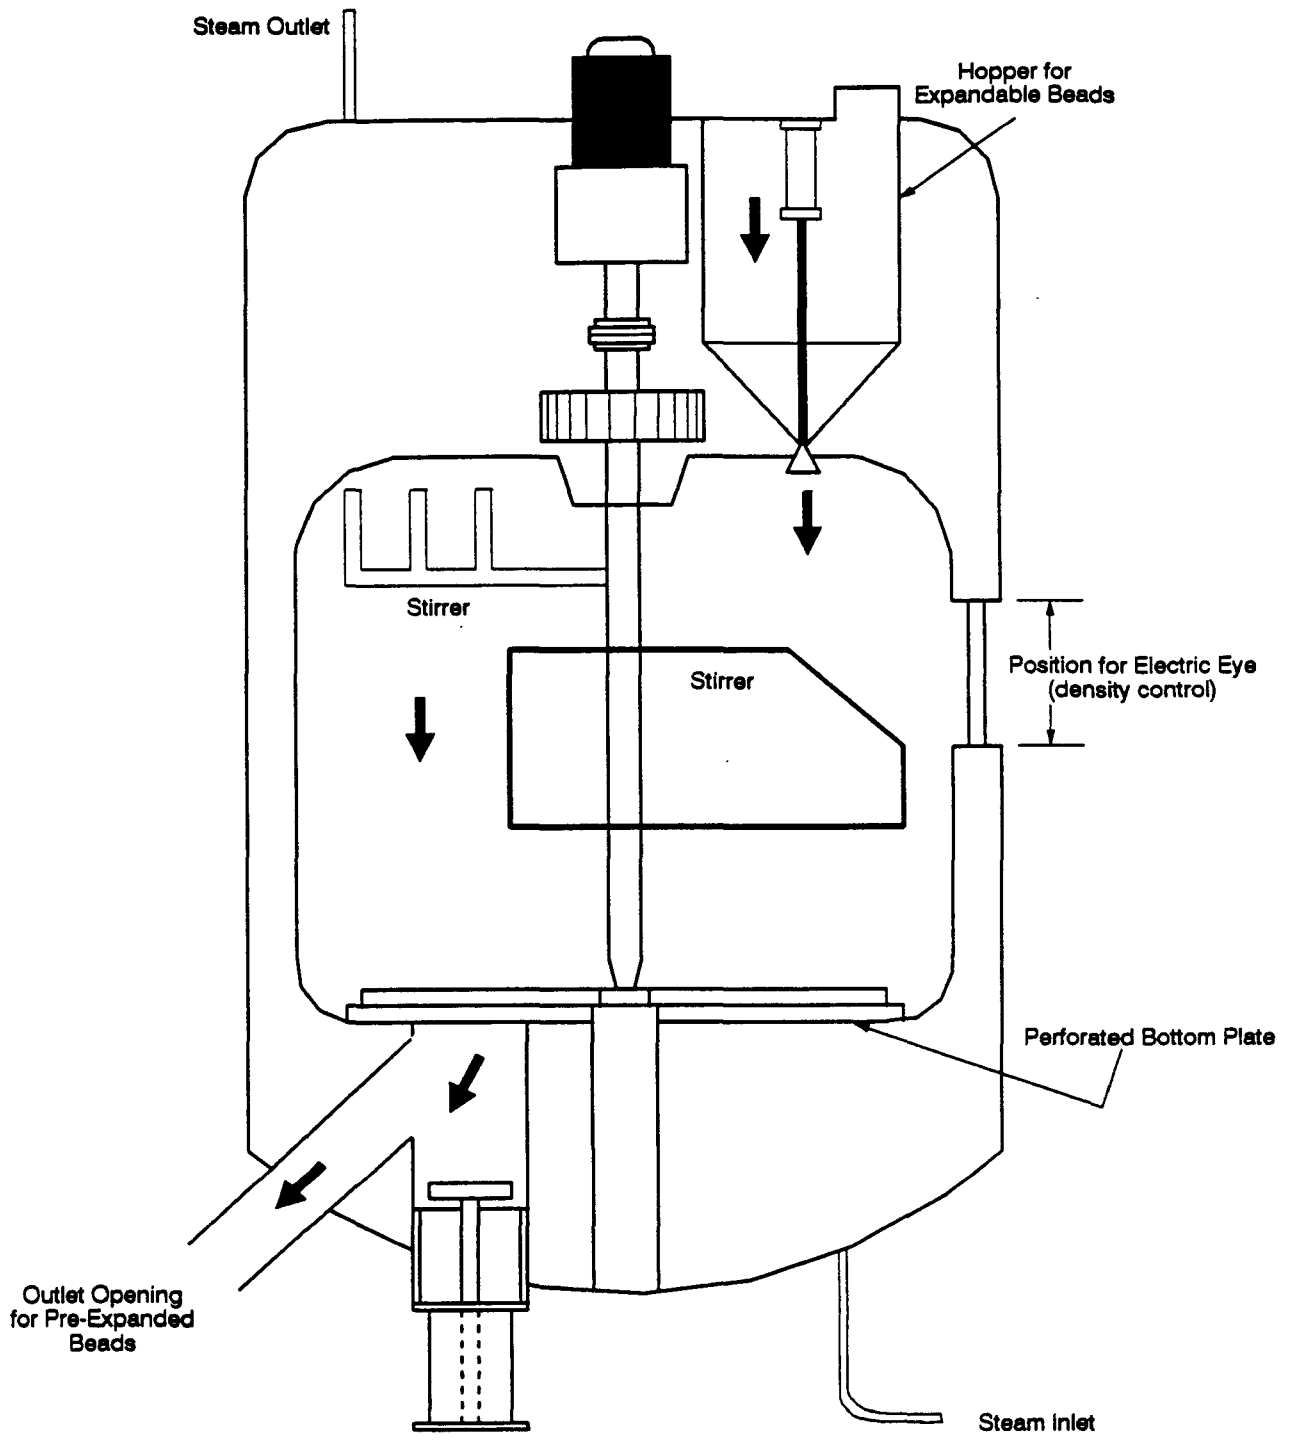 Steam Outlet
Hopper for
Expandable Beads
Stirrer
Stirrer
Position for Electric Eye
(density control)
Perforated Bottom Plate
Outlet Opening
for Pre-Expanded
Beads
Steam Inlet